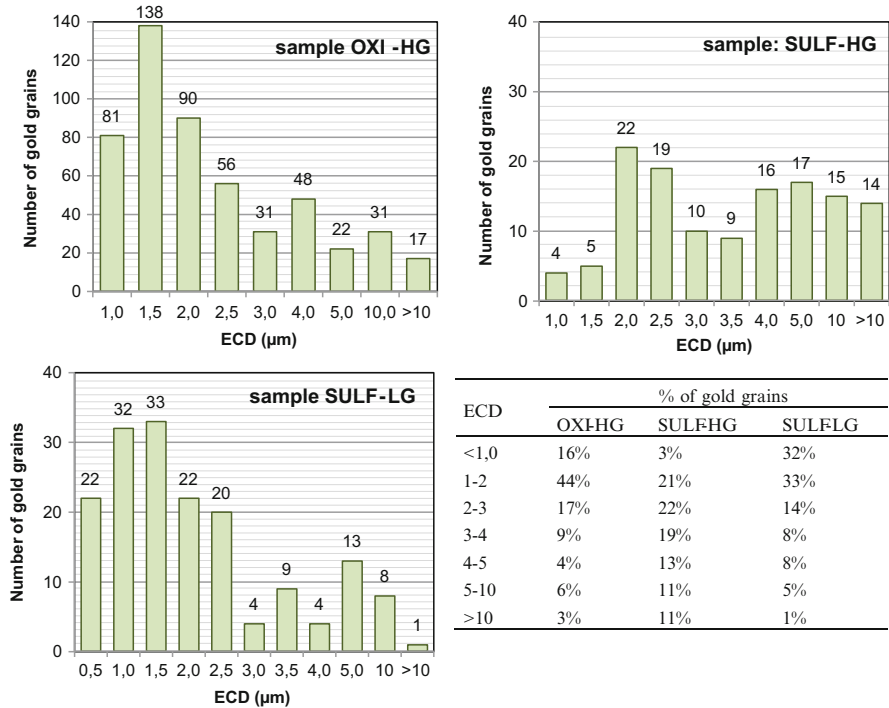 sample OXI -HG
Number of gold grains
140
120
100
80
60
40
20
0
81 138 90 56 31 48 22 31 17
1,0 1,5 2,0 2,5 3,0 4,0 5,0 10,0 >10
ECD (µm)
sample: SULF-HG
Number of gold grains
40
30
20
10
0
4 5 22 19 10 9 16 17 15 14
1,0 1,5 2,0 2,5 3,0 3,5 4,0 5,0 10 >10
ECD (µm)
sample SULF-LG
Number of gold grains
40
30
20
10
0
22 32 33 22 20 4 9 4 13 8 1
0,5 1,0 1,5 2,0 2,5 3,0 3,5 4,0 5,0 10 >10
ECD (µm)
% of gold grains
ECD OXI-HG SULF-HG SULF-LG
<1,0 16% 3% 32%
1-2 44% 21% 33%
2-3 17% 22% 14%
3-4 9% 19% 8%
4-5 4% 13% 8%
5-10 6% 11% 5%
>10 3% 11% 1%